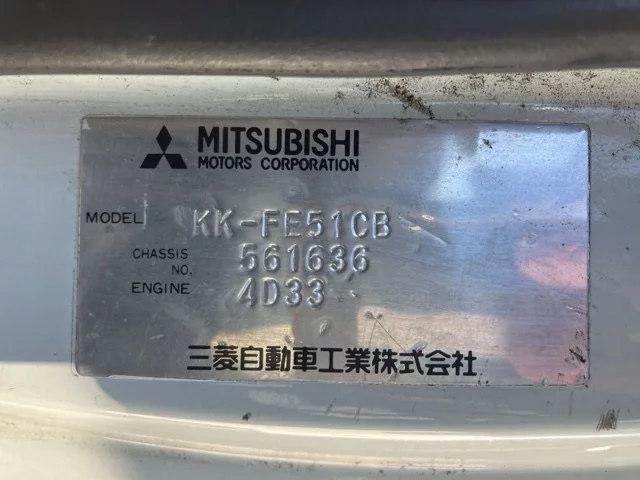 MITSUBISHI
MOTORS CORPORATION
MODEL KK-FE51CB
CHASSIS NO. 561636
ENGINE 4D33
三菱自動車工業株式会社